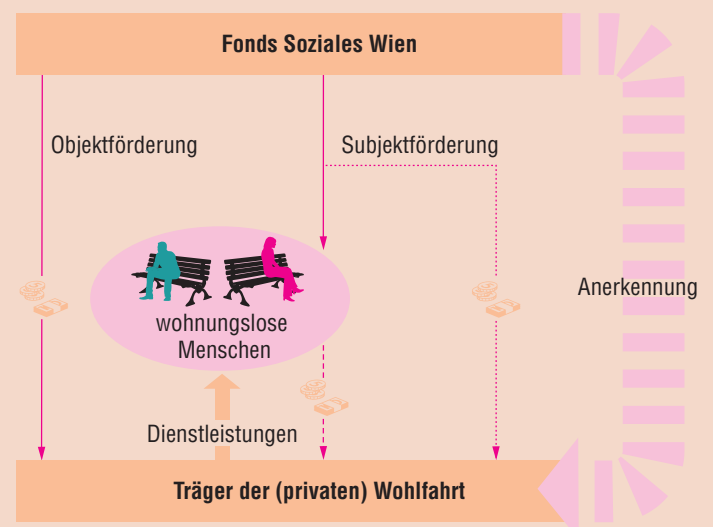 Fonds Soziales Wien
Objektförderung
Subjektförderung
Anerkennung
wohnungslose
Menschen
Dienstleistungen
Träger der (privaten) Wohlfahrt